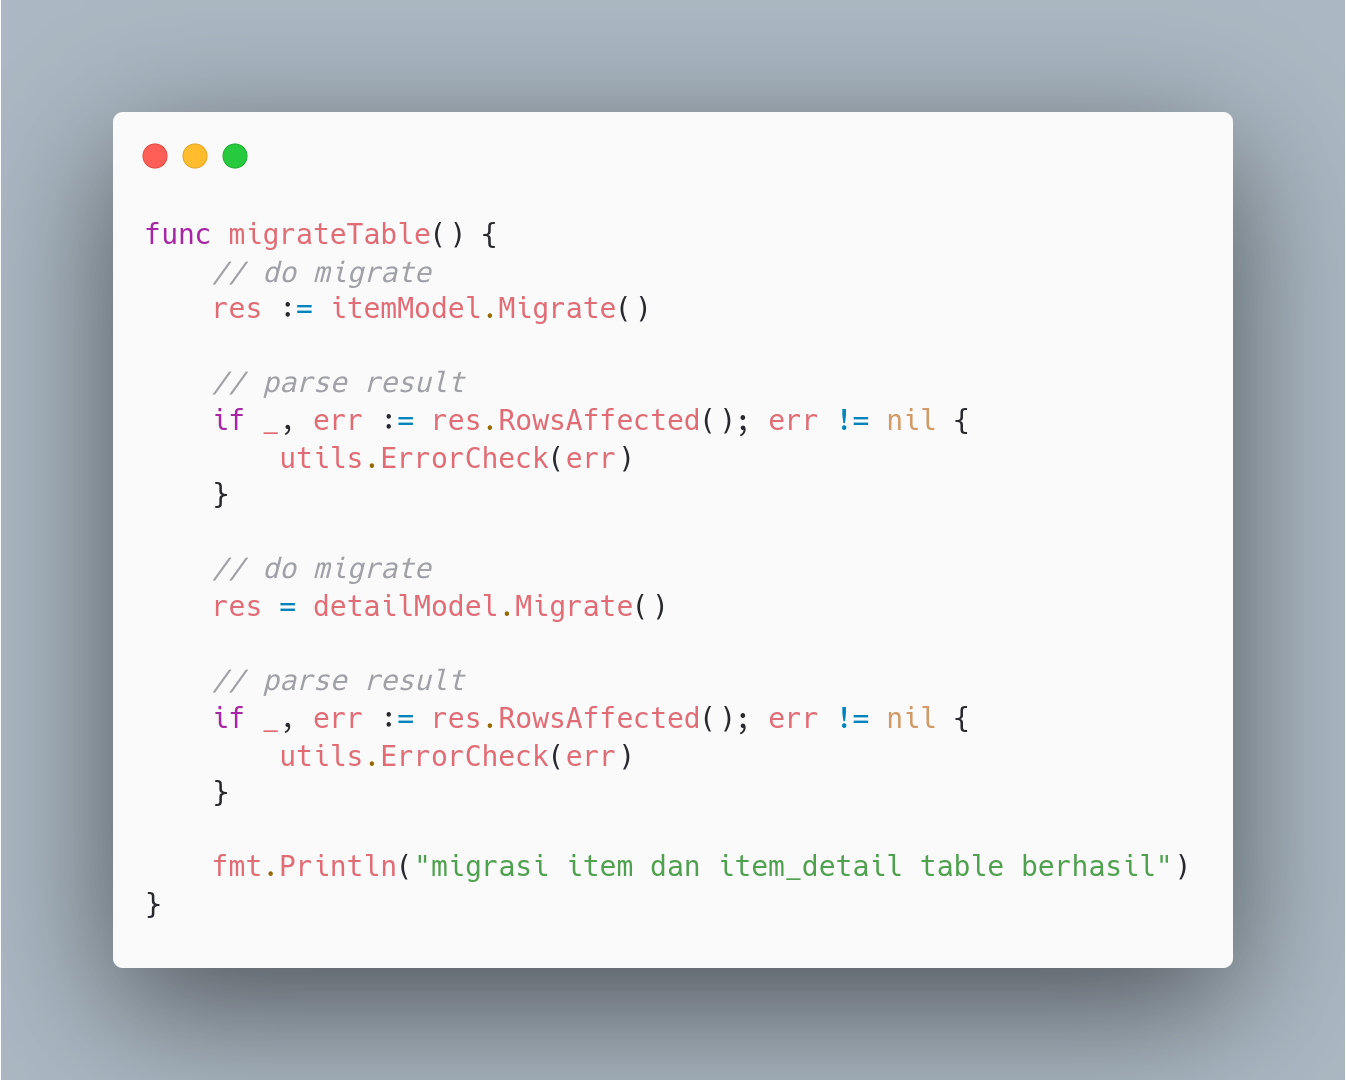 func migrateTable() {
    // do migrate
    res := itemModel.Migrate()

    // parse result
    if _, err := res.RowsAffected(); err != nil {
        utils.ErrorCheck(err)
    }

    // do migrate
    res = detailModel.Migrate()

    // parse result
    if _, err := res.RowsAffected(); err != nil {
        utils.ErrorCheck(err)
    }

    fmt.Println("migrasi item dan item_detail table berhasil")
}